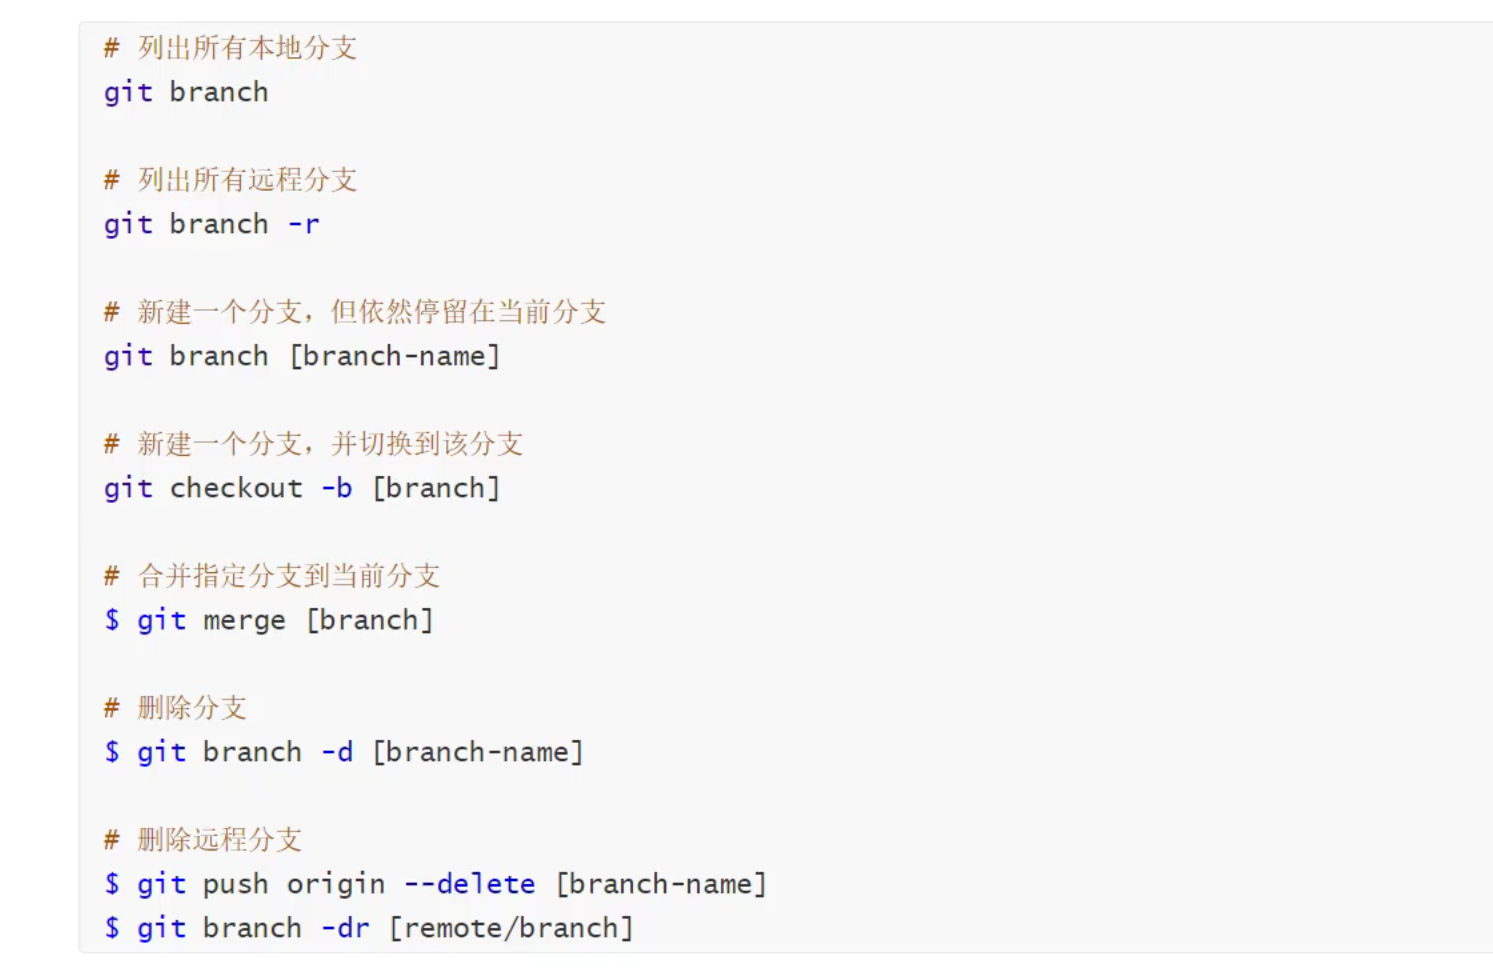 # 列出所有本地分支
git branch
# 列出所有远程分支
git branch -r
# 新建一个分支，但依然停留在当前分支
git branch [branch-name]
# 新建一个分支，并切换到该分支
git checkout -b [branch]
# 合并指定分支到当前分支
$ git merge [branch]
# 删除分支
$ git branch -d [branch-name]
# 删除远程分支
$ git push origin --delete [branch-name]
$ git branch -dr [remote/branch]